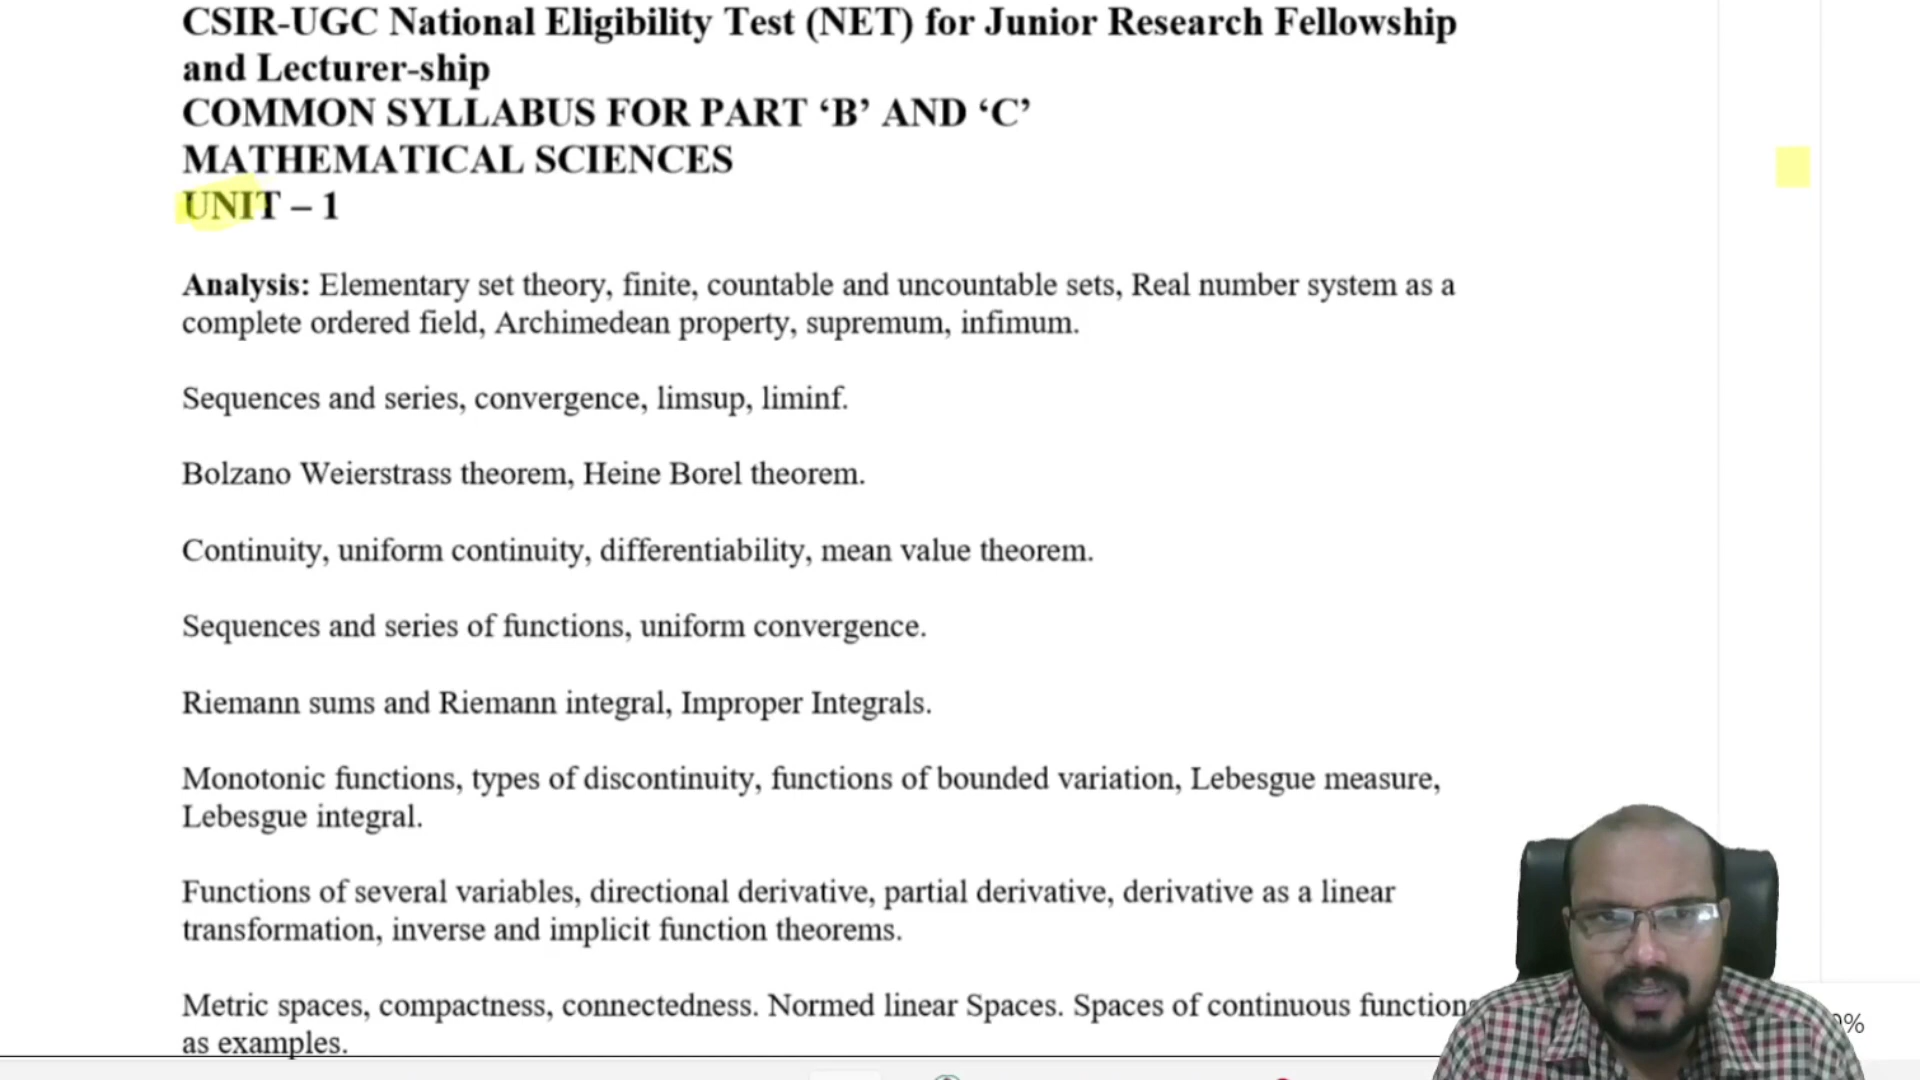 CSIR-UGC National Eligibility Test (NET) for Junior Research Fellowship
and Lecturer-ship
COMMON SYLLABUS FOR PART ‘B’ AND ‘C’
MATHEMATICAL SCIENCES
UNIT – 1
Analysis: Elementary set theory, finite, countable and uncountable sets, Real number system as a
complete ordered field, Archimedean property, supremum, infimum.
Sequences and series, convergence, limsup, liminf.
Bolzano Weierstrass theorem, Heine Borel theorem.
Continuity, uniform continuity, differentiability, mean value theorem.
Sequences and series of functions, uniform convergence.
Riemann sums and Riemann integral, Improper Integrals.
Monotonic functions, types of discontinuity, functions of bounded variation, Lebesgue measure,
Lebesgue integral.
Functions of several variables, directional derivative, partial derivative, derivative as a linear
transformation, inverse and implicit function theorems.
Metric spaces, compactness, connectedness. Normed linear Spaces. Spaces of continuous function
as examples.